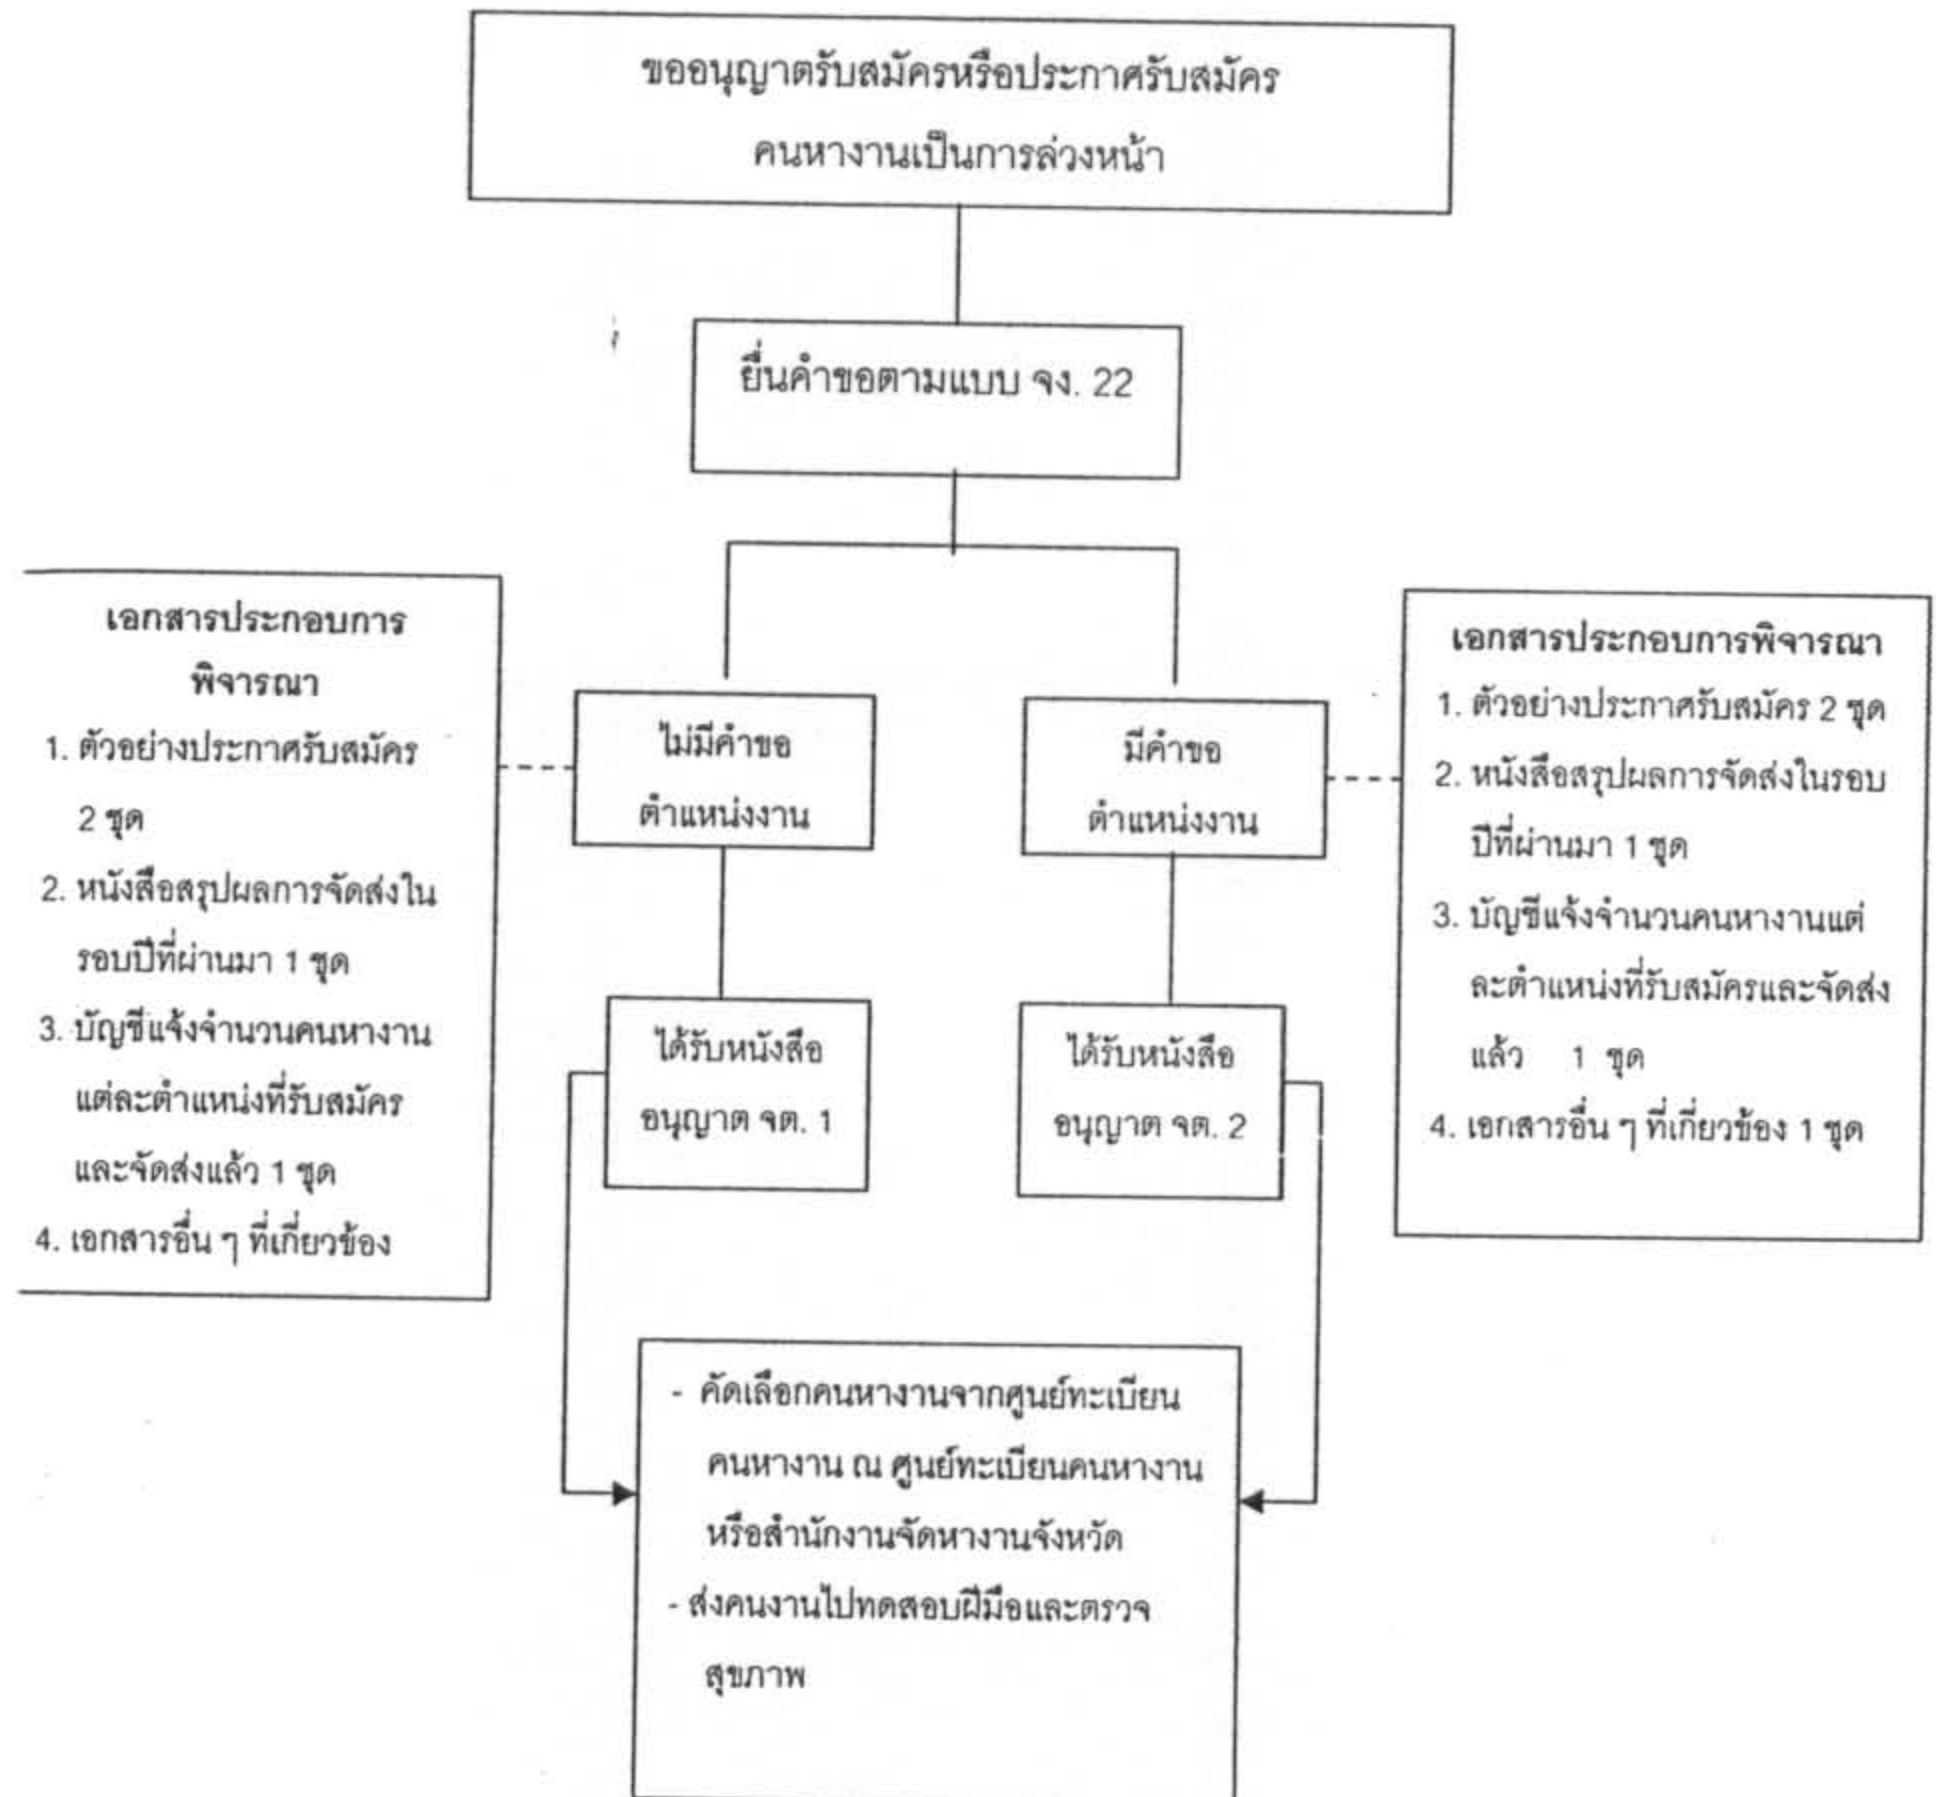 ขออนุญาตรับสมัครหรือประกาศรับสมัคร
คนหางานเป็นการล่วงหน้า
ยื่นคำขอตามแบบ จง. 22
เอกสารประกอบการ
พิจารณา
1. ตัวอย่างประกาศรับสมัคร
2 ชุด
2. หนังสือสรุปผลการจัดส่งใน
รอบปีที่ผ่านมา 1 ชุด
3. บัญชีแจ้งจำนวนคนหางาน
แต่ละตำแหน่งที่รับสมัคร
และจัดส่งแล้ว 1 ชุด
4. เอกสารอื่น ๆ ที่เกี่ยวข้อง
ไม่มีคำขอ
ตำแหน่งงาน
มีคำขอ
ตำแหน่งงาน
เอกสารประกอบการพิจารณา
1. ตัวอย่างประกาศรับสมัคร 2 ชุด
2. หนังสือสรุปผลการจัดส่งในรอบ
ปีที่ผ่านมา 1 ชุด
3. บัญชีแจ้งจำนวนคนหางานแต่
ละตำแหน่งที่รับสมัครและจัดส่ง
แล้ว 1 ชุด
4. เอกสารอื่น ๆ ที่เกี่ยวข้อง 1 ชุด
ได้รับหนังสือ
อนุญาต จต. 1
ได้รับหนังสือ
อนุญาต จต. 2
- คัดเลือกคนหางานจากศูนย์ทะเบียน
คนหางาน ณ ศูนย์ทะเบียนคนหางาน
หรือสำนักงานจัดหางานจังหวัด
- ส่งคนงานไปทดสอบฝีมือและตรวจ
สุขภาพ